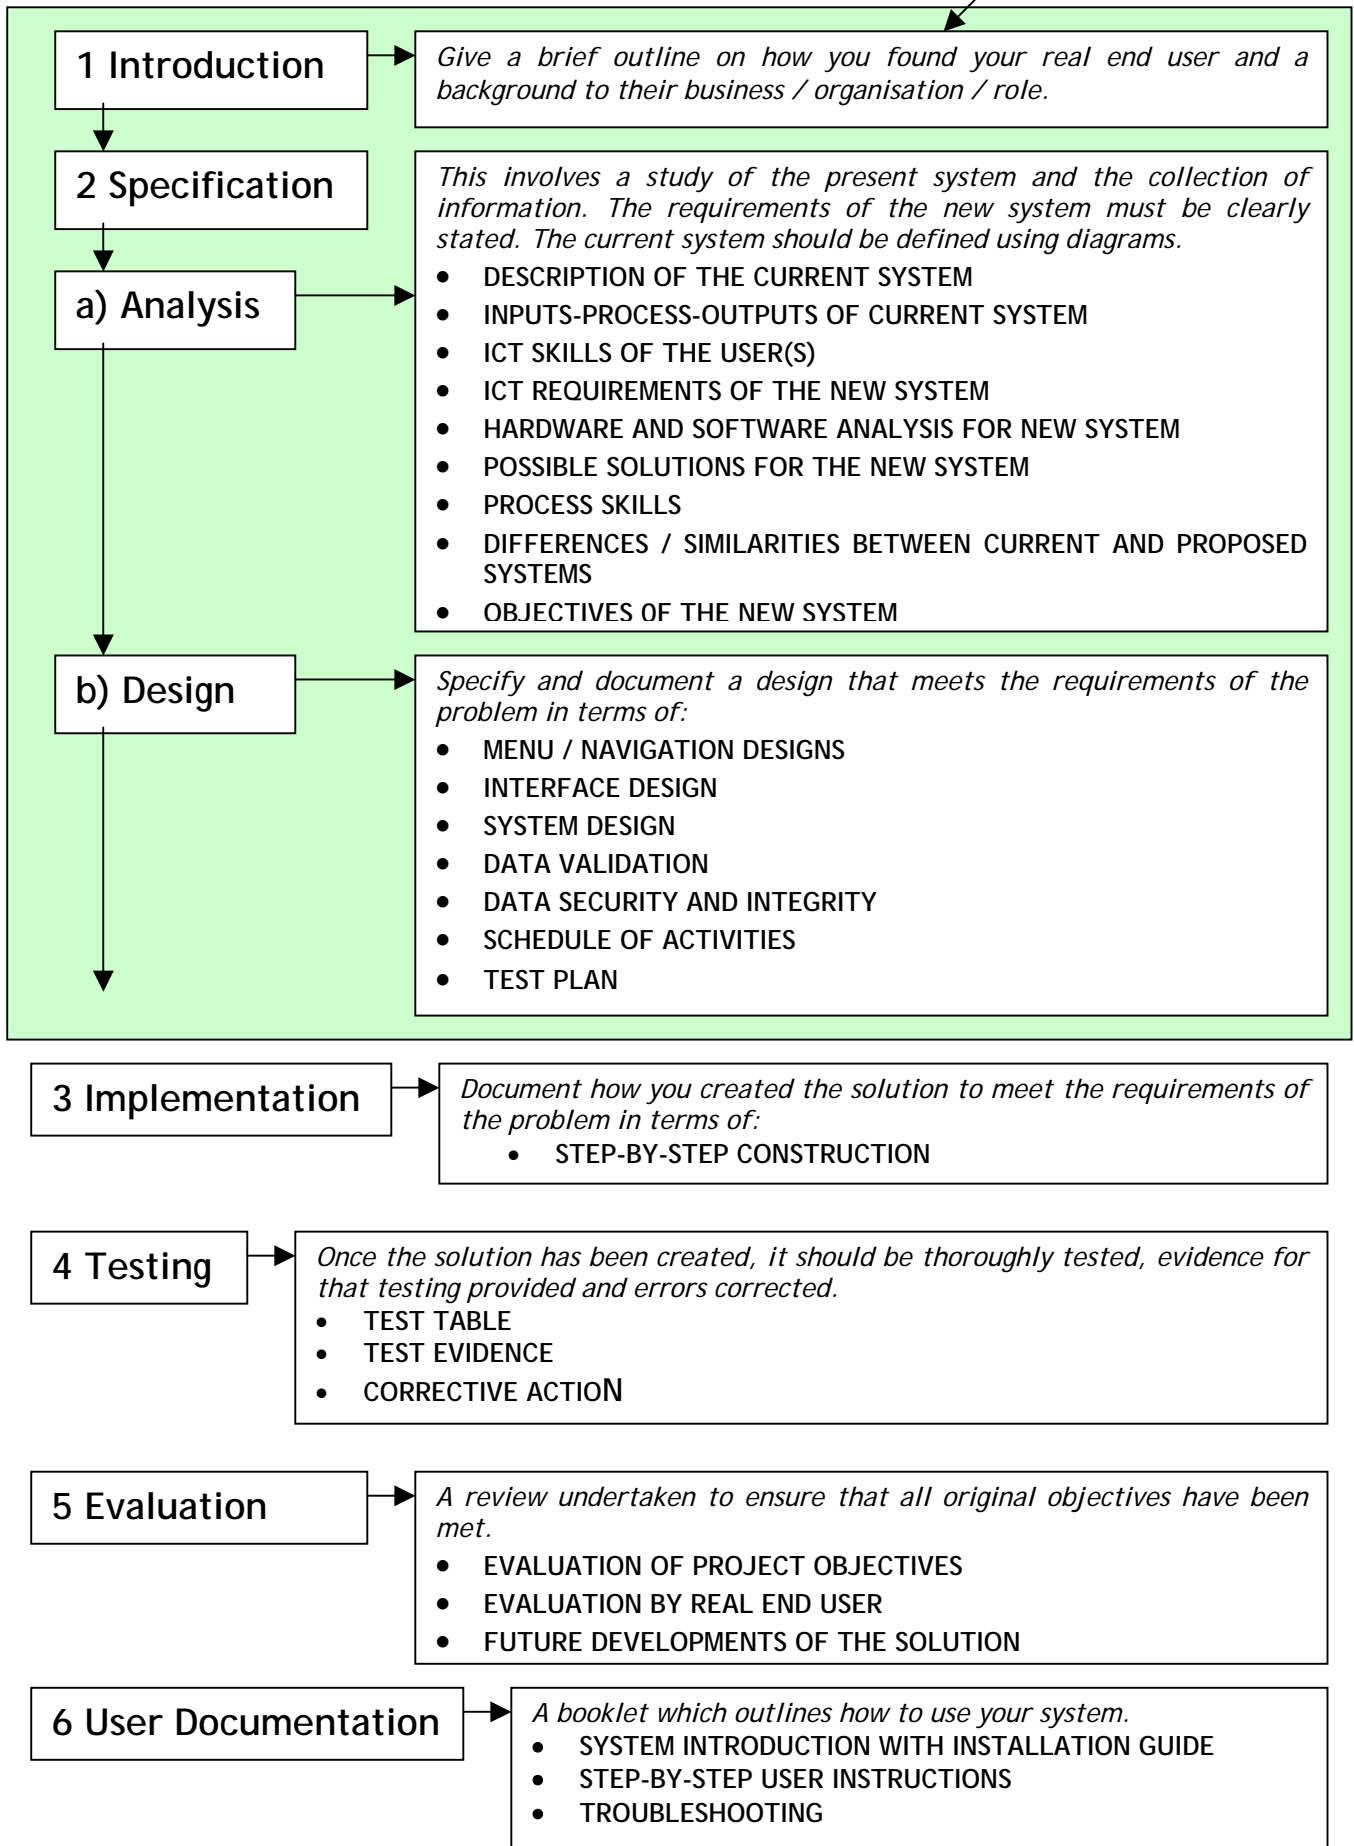 1 Introduction
Give a brief outline on how you found your real end user and a
background to their business / organisation / role.
2 Specification
This involves a study of the present system and the collection of
information. The requirements of the new system must be clearly
stated. The current system should be defined using diagrams.
a) Analysis
• DESCRIPTION OF THE CURRENT SYSTEM
• INPUTS-PROCESS-OUTPUTS OF CURRENT SYSTEM
• ICT SKILLS OF THE USER(S)
• ICT REQUIREMENTS OF THE NEW SYSTEM
• HARDWARE AND SOFTWARE ANALYSIS FOR NEW SYSTEM
• POSSIBLE SOLUTIONS FOR THE NEW SYSTEM
• PROCESS SKILLS
• DIFFERENCES / SIMILARITIES BETWEEN CURRENT AND PROPOSED
SYSTEMS
• OBJECTIVES 0F THE NEW SYSTEM
b) Design
Specify and document a design that meets the requirements of the
problem in terms of:
• MENU / NAVIGATION DESIGNS
• INTERFACE DESIGN
• SYSTEM DESIGN
• DATA VALIDATION
• DATA SECURITY AND INTEGRITY
• SCHEDULE OF ACTIVITIES
• TEST PLAN
3 Implementation
Document how you created the solution to meet the requirements of
the problem in terms of:
• STEP-BY-STEP CONSTRUCTION
4 Testing
Once the solution has been created, it should be thoroughly tested, evidence for
that testing provided and errors corrected.
• TEST TABLE
• TEST EVIDENCE
• CORRECTIVE ACTION
5 Evaluation
A review undertaken to ensure that all original objectives have been
met.
• EVALUATION OF PROJECT OBJECTIVES
• EVALUATION BY REAL END USER
• FUTURE DEVELOPMENTS OF THE SOLUTION
6 User Documentation
A booklet which outlines how to use your system.
• SYSTEM INTRODUCTION WITH INSTALLATION GUIDE
• STEP-BY-STEP USER INSTRUCTIONS
• TROUBLESHOOTING